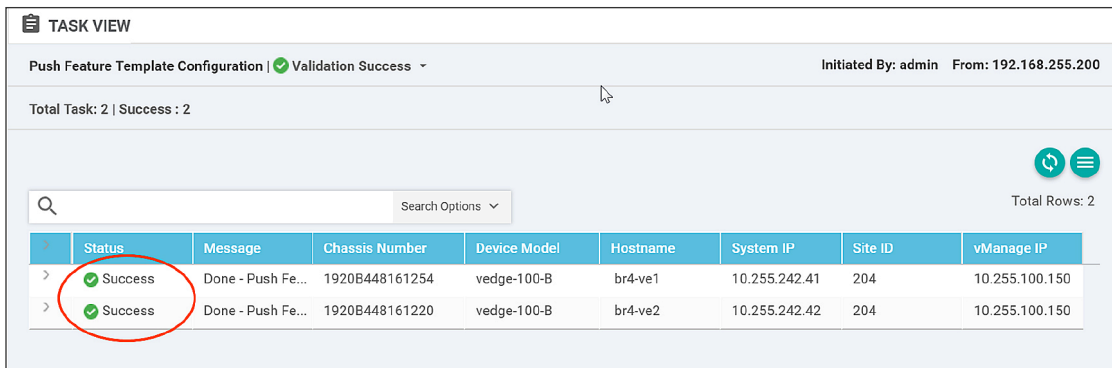 TASK VIEW
Push Feature Template Configuration | Validation Success Initiated By: admin From: 192.168.255.200
Total Task: 2 | Success : 2
Search Options Total Rows: 2
Status Message Chassis Number Device Model Hostname System IP Site ID vManage IP
Success Done - Push Fe... 1920B448161254 vedge-100-B br4-ve1 10.255.242.41 204 10.255.100.150
Success Done - Push Fe... 1920B448161220 vedge-100-B br4-ve2 10.255.242.42 204 10.255.100.150